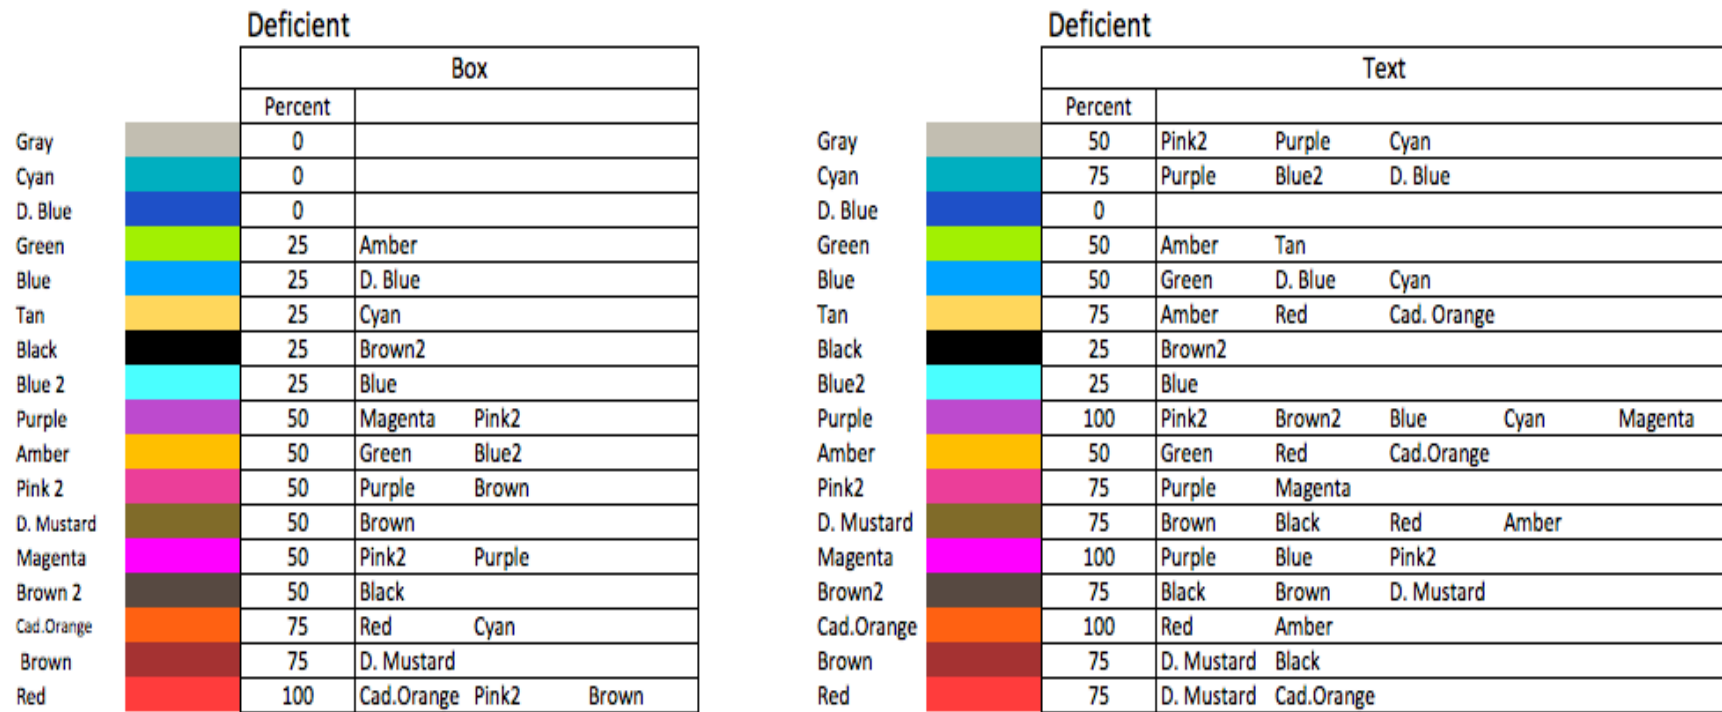 Deficient Deficient
Box Text
Percent Percent
Gray 0 Gray 50 Pink2 Purple Cyan
Cyan 0 Cyan 75 Purple Blue2 D. Blue
D. Blue 0 D. Blue 0
Green 25 Amber Green 50 Amber Tan
Blue 25 D. Blue Blue 50 Green D. Blue Cyan
Tan 25 Cyan Tan 75 Amber Red Cad. Orange
Black 25 Brown2 Black 25 Brown2
Blue 2 25 Blue Blue2 25 Blue
Purple 50 Magenta Pink2 Purple 100 Pink2 Brown2 Blue Cyan Magenta
Amber 50 Green Blue2 Amber 50 Green Red Cad.Orange
Pink 2 50 Purple Brown Pink2 75 Purple Magenta
D. Mustard 50 Brown D. Mustard 75 Brown Black Red Amber
Magenta 50 Pink2 Purple Magenta 100 Purple Blue Pink2
Brown 2 50 Black Brown2 75 Black Brown D. Mustard
Cad.Orange 75 Red Cyan Cad.Orange 100 Red Amber
Brown 75 D. Mustard Brown 75 D. Mustard Black
Red 100 Cad.Orange Pink2 Brown Red 75 D. Mustard Cad.Orange